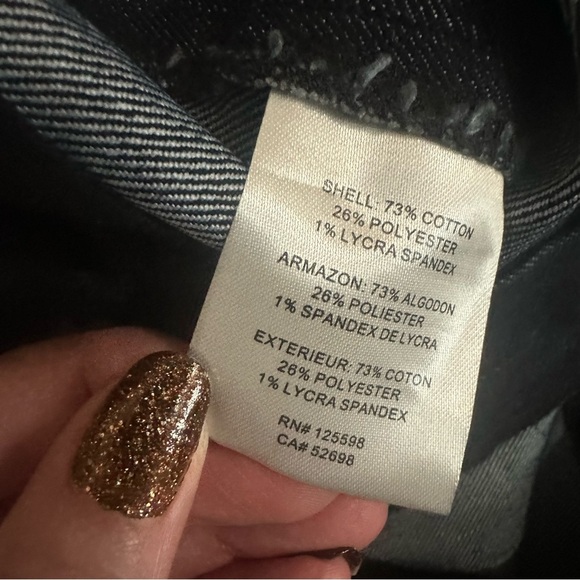 SHELL: 73% COTTON
26% POLYESTER
1% LYCRA SPANDEX
ARMAZON: 73% ALGODON
26% POLIESTER
1% SPANDEX DE LYCRA
EXTERIEUR: 73% COTON
26% POLYESTER
1% LYCRA SPANDEX
RN# 125598
CA# 52698